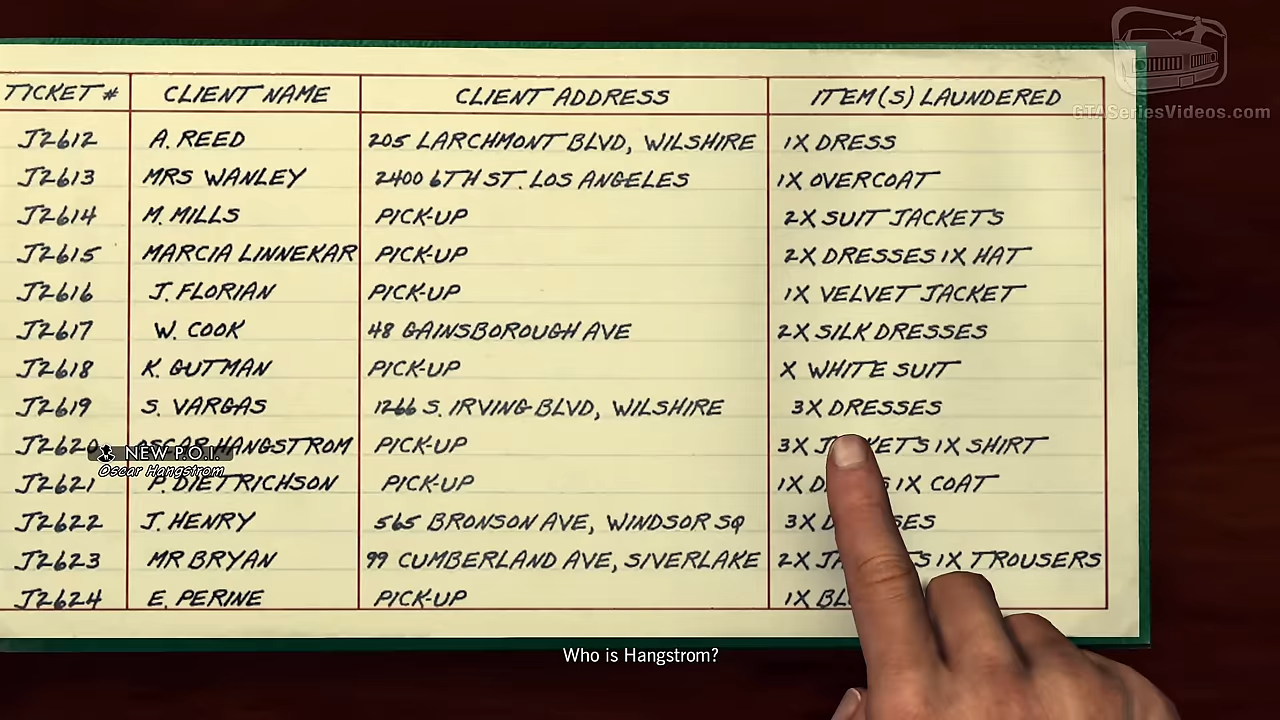 GTASeriesVideos.com
TICKET # CLIENT NAME CLIENT ADDRESS ITEM(S) LAUNDERED
J2612 A. REED 205 LARCHMONT BLVD, WILSHIRE 1X DRESS
J2613 MRS WANLEY 2400 6TH ST. LOS ANGELES 1X OVERCOAT
J2614 M. MILLS PICK-UP 2X SUIT JACKETS
J2615 MARCIA LINNEKAR PICK-UP 2X DRESSES 1X HAT
J2616 J. FLORIAN PICK-UP 1X VELVET JACKET
J2617 W. COOK 48 GAINSBOROUGH AVE 2X SILK DRESSES
J2618 K. GUTMAN PICK-UP X WHITE SUIT
J2619 S. VARGAS 1266 S. IRVING BLVD, WILSHIRE 3X DRESSES
J2620 OSCAR HANGSTROM PICK-UP 3X 1X SHIRT
NEW P.O.I.
Oscar Hangstrom
J2621 P. DIETRICHSON PICK-UP 1X 1X COAT
J2622 J. HENRY 565 BRONSON AVE, WINDSOR SQ 3X
J2623 MR BRYAN 99 CUMBERLAND AVE, SIVERLAKE 2X 1X TROUSERS
J2624 E. PERINE PICK-UP 1X
Who is Hangstrom?